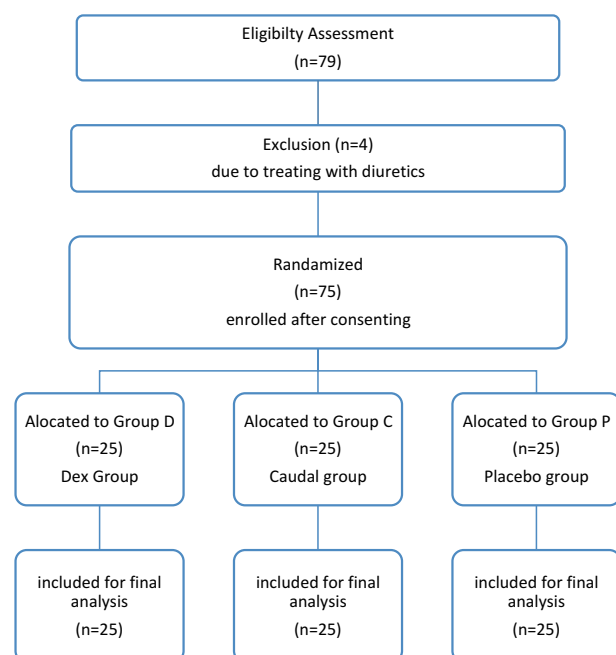 Eligibilty Assessment
(n=79)
Exclusion (n=4)
due to treating with diuretics
Randamized
(n=75)
enrolled after consenting
Alocated to Group D
(n=25)
Dex Group
Alocated to Group C
(n=25)
Caudal group
Alocated to Group P
(n=25)
Placebo group
included for final
analysis
(n=25)
included for final
analysis
(n=25)
included for final
analysis
(n=25)